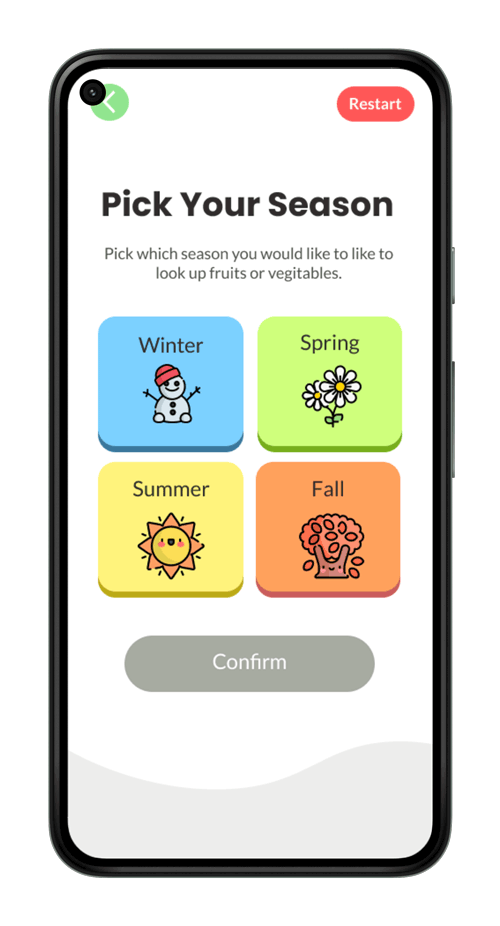 Restart
Pick Your Season
Pick which season you would like to like to
look up fruits or vegitables.
Winter
Spring
Summer
Fall
Confirm